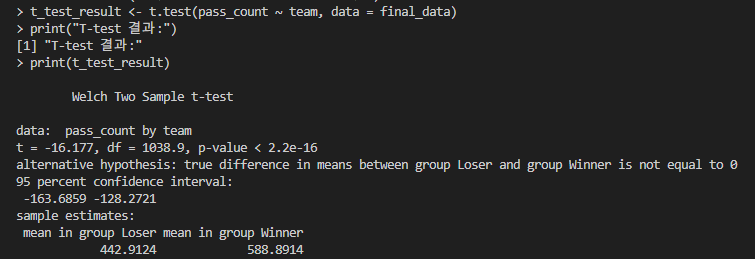 > t_test_result <- t.test(pass_count ~ team, data = final_data)
> print("T-test 결과:")
[1] "T-test 결과:"
> print(t_test_result)
Welch Two Sample t-test
data:  pass_count by team
t = -16.177, df = 1038.9, p-value < 2.2e-16
alternative hypothesis: true difference in means between group Loser and group Winner is not equal to 0
95 percent confidence interval:
 -163.6859 -128.2721
sample estimates:
 mean in group Loser mean in group Winner
            442.9124             588.8914